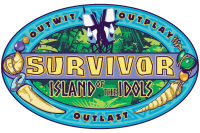 OUTWIT OUTPLAY
SURVIVOR
ISLAND OF THE IDOLS
OUTLAST